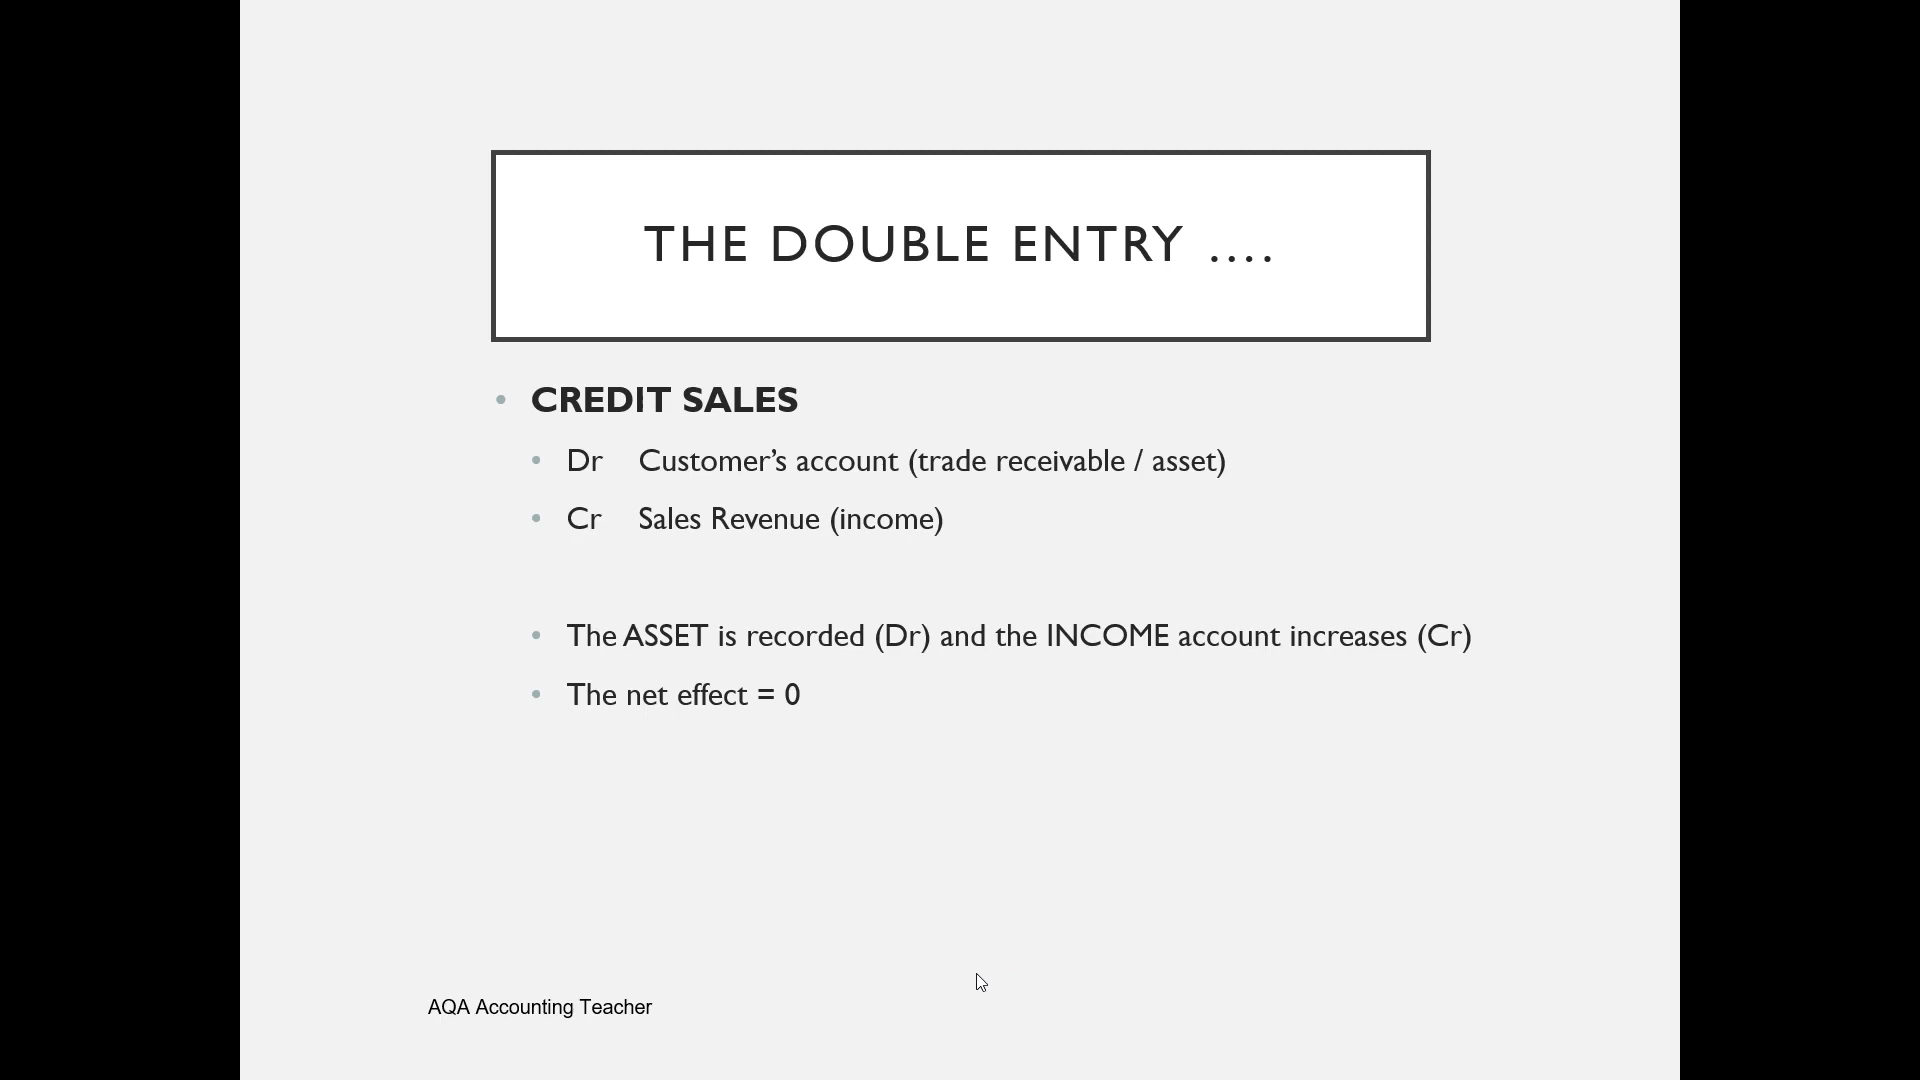 THE DOUBLE ENTRY ....
• CREDIT SALES
• Dr Customer’s account (trade receivable / asset)
• Cr Sales Revenue (income)
• The ASSET is recorded (Dr) and the INCOME account increases (Cr)
• The net effect = 0
AQA Accounting Teacher